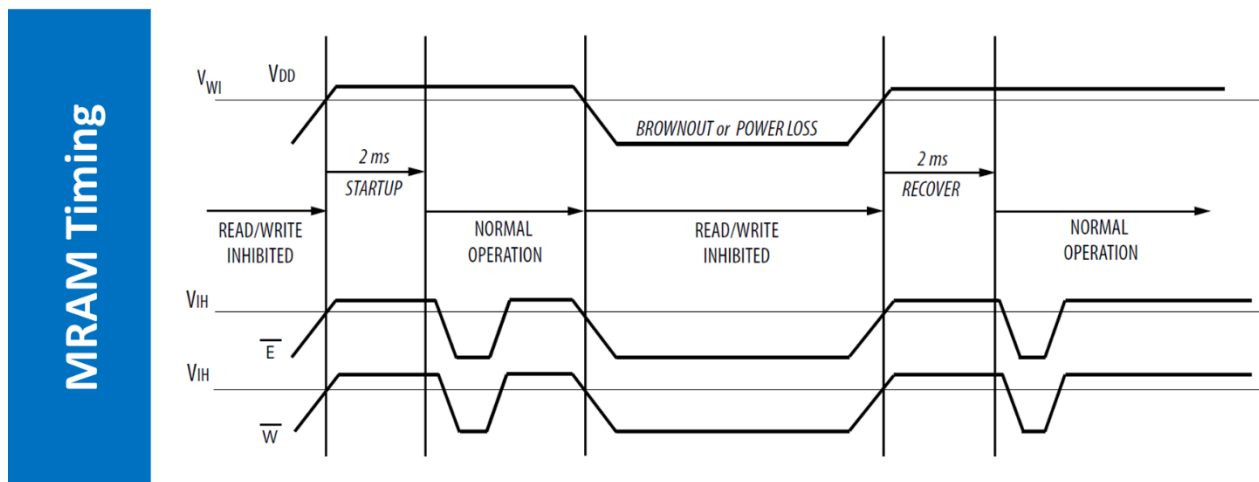 MRAM Timing
VWI
VDD
BROWNOUT or POWER LOSS
2 ms
STARTUP
2 ms
RECOVER
READ/WRITE
INHIBITED
NORMAL
OPERATION
READ/WRITE
INHIBITED
NORMAL
OPERATION
VIH
E
VIH
W